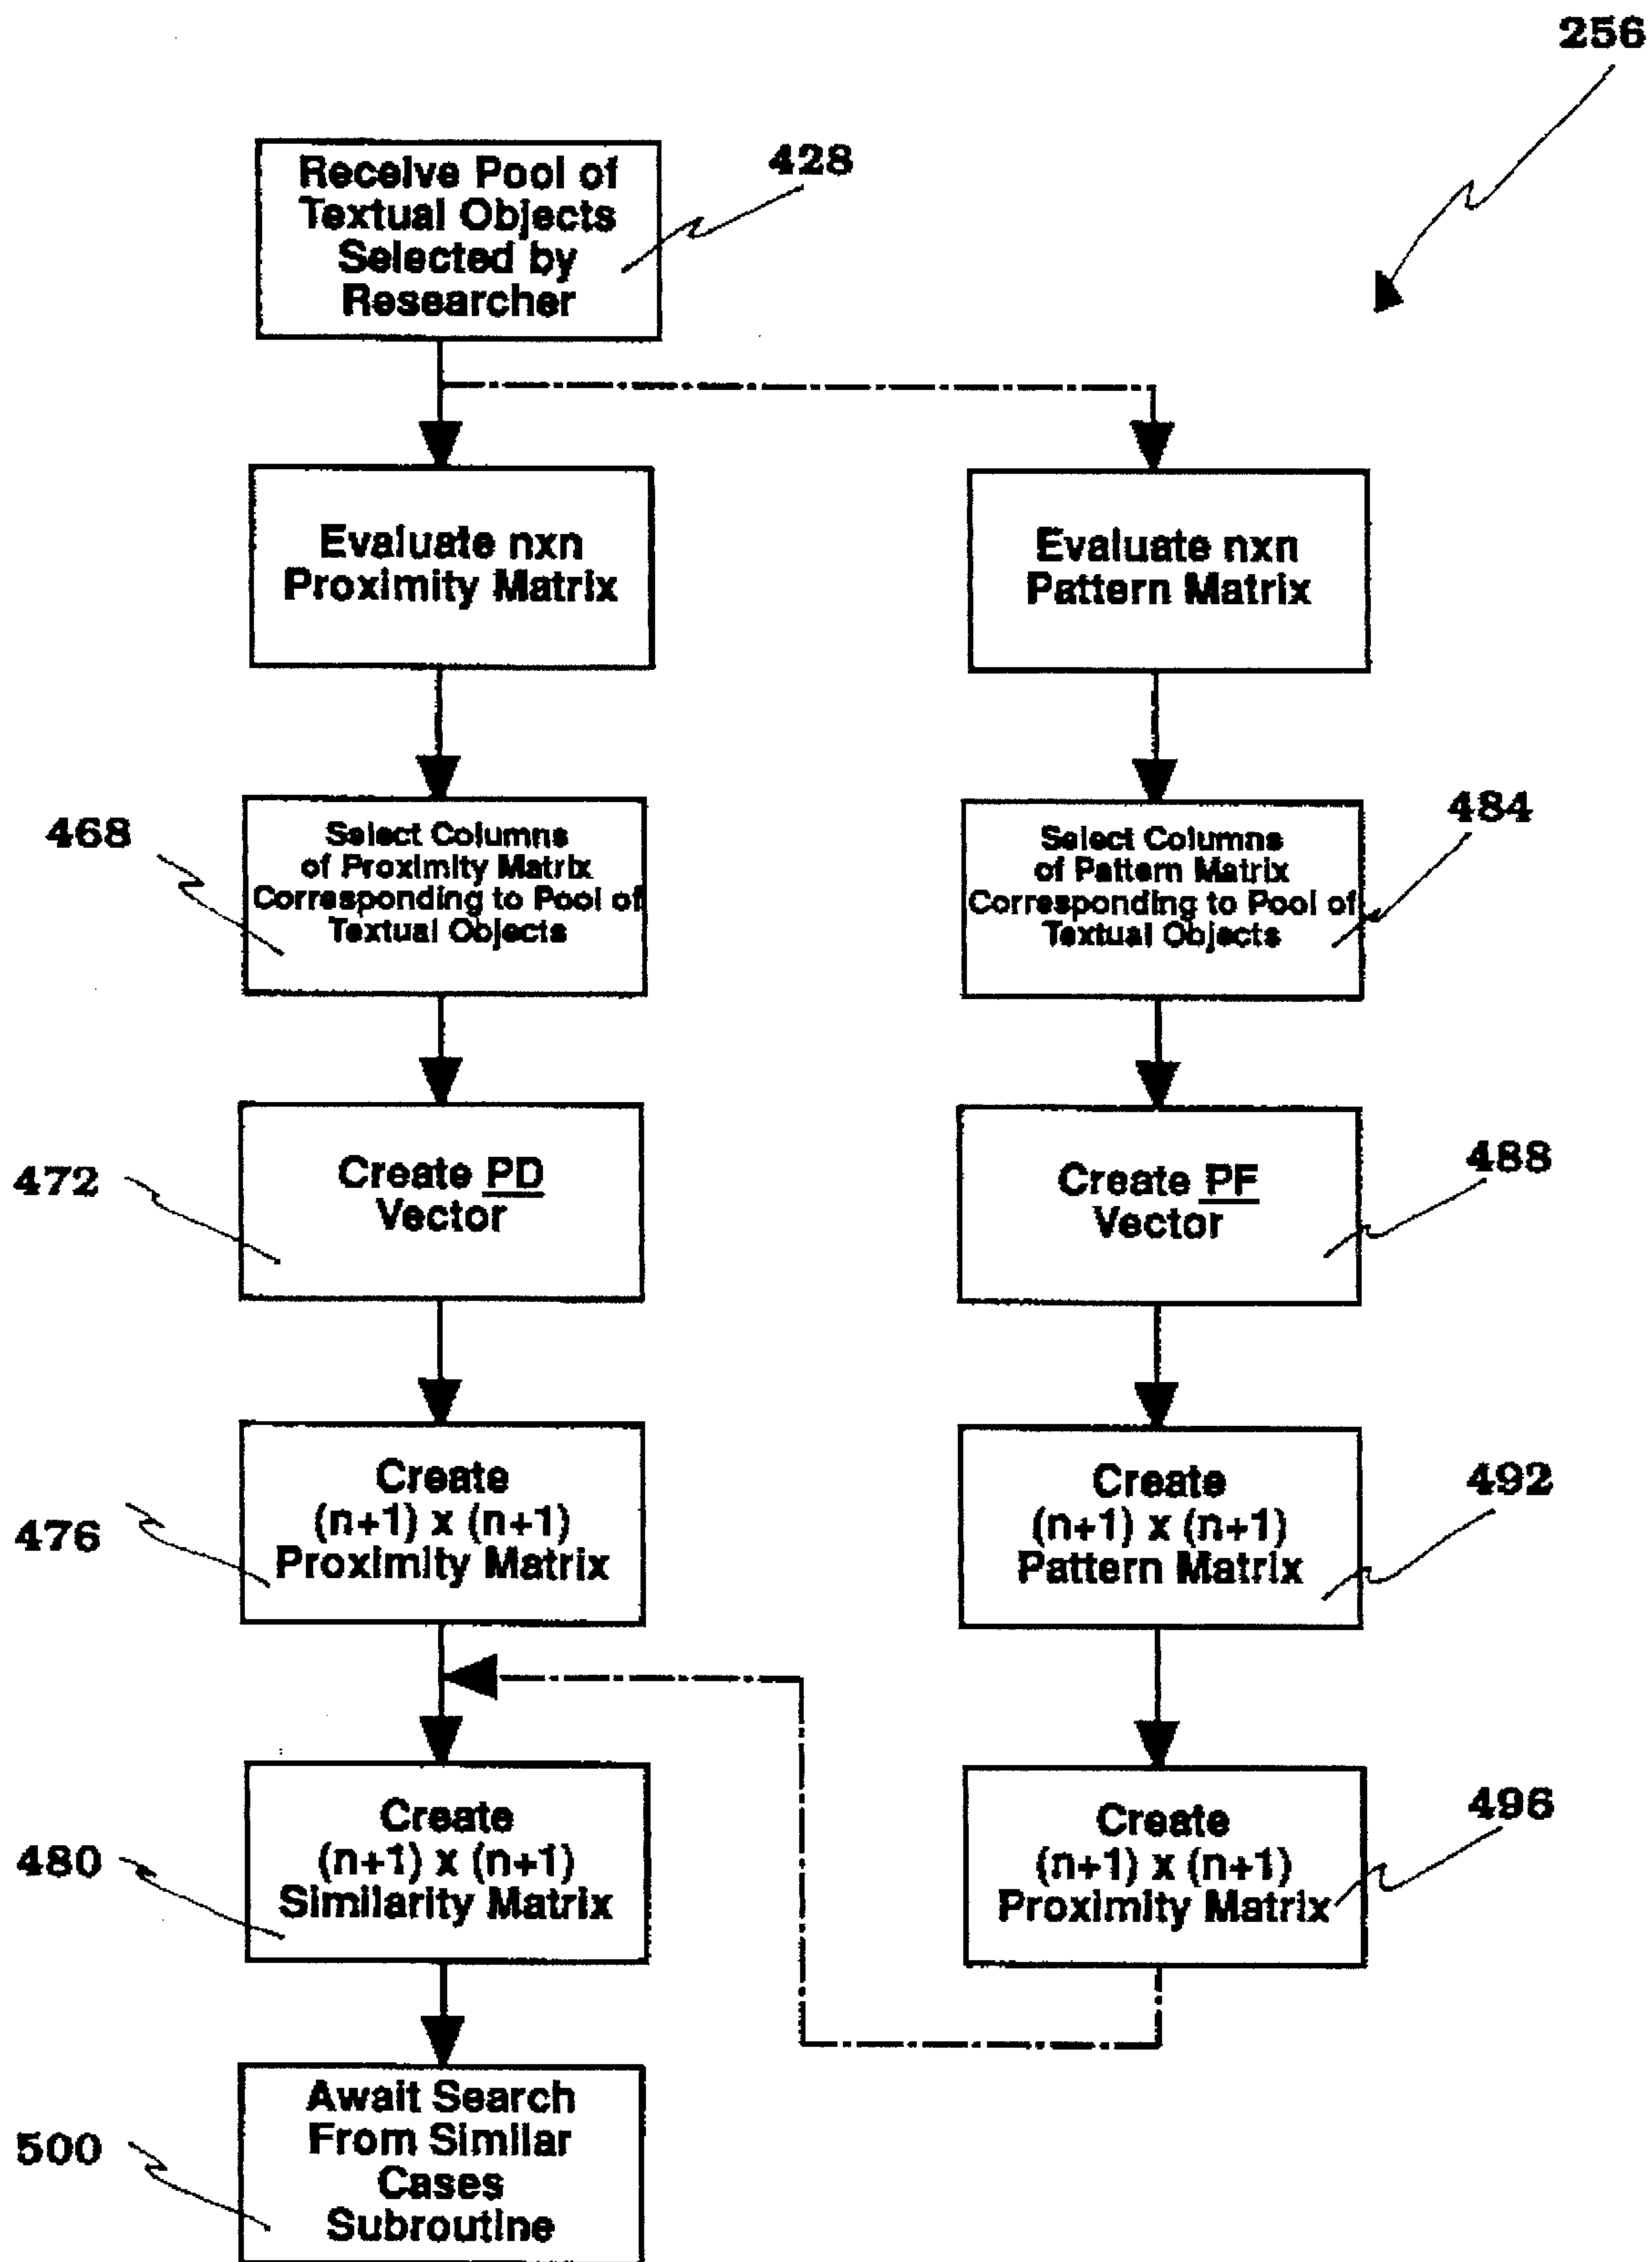 256
Receive Pool of
Textual Objects
Selected by
Researcher
428
Evaluate nxn
Proximity Matrix
Evaluate nxn
Pattern Matrix
468
Select Columns
of Proximity Matrix
Corresponding to Pool of
Textual Objects
Select Columns
of Pattern Matrix
Corresponding to Pool of
Textual Objects
484
472
Create PD
Vector
Create PF
Vector
488
476
Create
(n+1) x (n+1)
Proximity Matrix
Create
(n+1) x (n+1)
Pattern Matrix
492
480
Create
(n+1) x (n+1)
Similarity Matrix
Create
(n+1) x (n+1)
Proximity Matrix
496
500
Await Search
From Similar
Cases
Subroutine